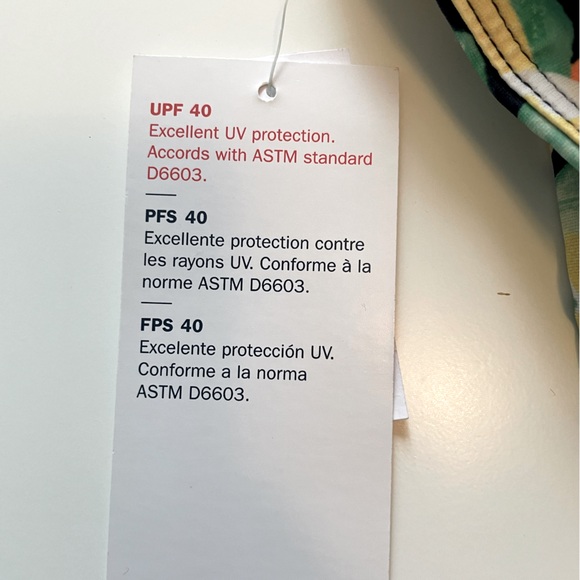 UPF 40
Excellent UV protection.
Accords with ASTM standard
D6603.
PFS 40
Excellente protection contre
les rayons UV. Conforme à la
norme ASTM D6603.
FPS 40
Excelente protección UV.
Conforme a la norma
ASTM D6603.